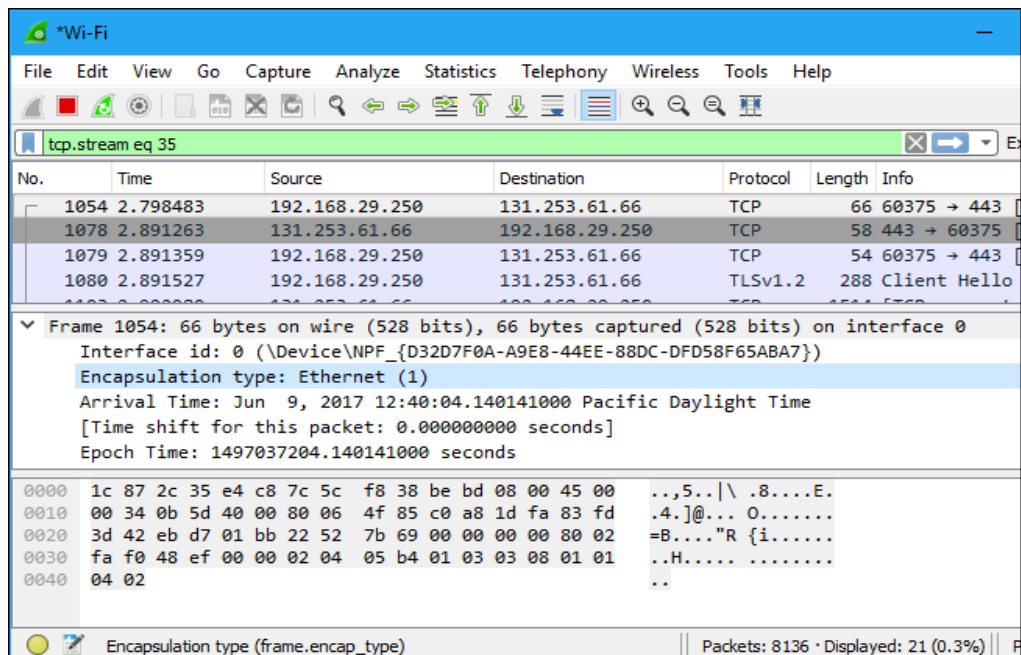 *Wi-Fi
File Edit View Go Capture Analyze Statistics Telephony Wireless Tools Help
tcp.stream eq 35
No. Time Source Destination Protocol Length Info
1054 2.798483 192.168.29.250 131.253.61.66 TCP 66 60375 → 443 [
1078 2.891263 131.253.61.66 192.168.29.250 TCP 58 443 → 60375 [
1079 2.891359 192.168.29.250 131.253.61.66 TCP 54 60375 → 443 [
1080 2.891527 192.168.29.250 131.253.61.66 TLSv1.2 288 Client Hello
Frame 1054: 66 bytes on wire (528 bits), 66 bytes captured (528 bits) on interface 0
Interface id: 0 (\Device\NPF_{D32D7F0A-A9E8-44EE-88DC-DFD58F65ABA7})
Encapsulation type: Ethernet (1)
Arrival Time: Jun 9, 2017 12:40:04.140141000 Pacific Daylight Time
[Time shift for this packet: 0.000000000 seconds]
Epoch Time: 1497037204.140141000 seconds
0000 1c 87 2c 35 e4 c8 7c 5c f8 38 be bd 08 00 45 00 ..,5..|\ .8....E.
0010 00 34 0b 5d 40 00 80 06 4f 85 c0 a8 1d fa 83 fd .4.]@... O.......
0020 3d 42 eb d7 01 bb 22 52 7b 69 00 00 00 00 80 02 =B...."R {i......
0030 fa f0 48 ef 00 00 02 04 05 b4 01 03 03 08 01 01 ..H..... ........
0040 04 02 ..
Encapsulation type (frame.encap_type) Packets: 8136 · Displayed: 21 (0.3%)